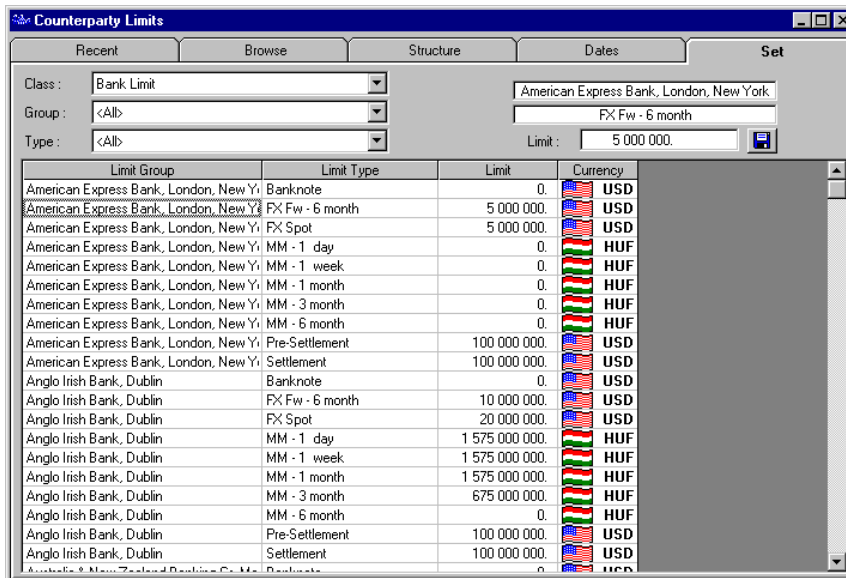 Counterparty Limits
Recent Browse Structure Dates Set
Class : Bank Limit
American Express Bank, London, New York
Group : <All>
FX Fw - 6 month
Type : <All>
Limit : 5 000 000.
Limit Group Limit Type Limit Currency
American Express Bank, London, New Y Banknote 0. USD
American Express Bank, London, New Y FX Fw - 6 month 5 000 000. USD
American Express Bank, London, New Y FX Spot 5 000 000. USD
American Express Bank, London, New Y MM - 1 day 0. HUF
American Express Bank, London, New Y MM - 1 week 0. HUF
American Express Bank, London, New Y MM - 1 month 0. HUF
American Express Bank, London, New Y MM - 3 month 0. HUF
American Express Bank, London, New Y MM - 6 month 0. HUF
American Express Bank, London, New Y Pre-Settlement 100 000 000. USD
American Express Bank, London, New Y Settlement 100 000 000. USD
Anglo Irish Bank, Dublin Banknote 0. USD
Anglo Irish Bank, Dublin FX Fw - 6 month 10 000 000. USD
Anglo Irish Bank, Dublin FX Spot 20 000 000. USD
Anglo Irish Bank, Dublin MM - 1 day 1 575 000 000. HUF
Anglo Irish Bank, Dublin MM - 1 week 1 575 000 000. HUF
Anglo Irish Bank, Dublin MM - 1 month 1 575 000 000. HUF
Anglo Irish Bank, Dublin MM - 3 month 675 000 000. HUF
Anglo Irish Bank, Dublin MM - 6 month 0. HUF
Anglo Irish Bank, Dublin Pre-Settlement 100 000 000. USD
Anglo Irish Bank, Dublin Settlement 100 000 000. USD